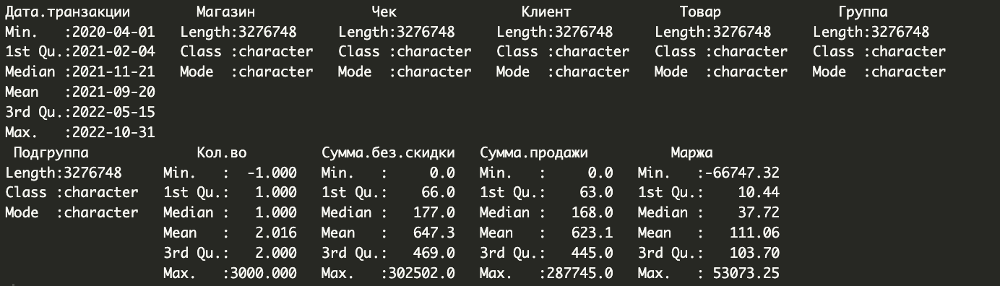 Дата.транзакции Магазин Чек Клиент Товар Группа
Min. :2020-04-01 Length:3276748 Length:3276748 Length:3276748 Length:3276748 Length:3276748
1st Qu.:2021-02-04 Class :character Class :character Class :character Class :character Class :character
Median :2021-11-21 Mode :character Mode :character Mode :character Mode :character Mode :character
Mean :2021-09-20
3rd Qu.:2022-05-15
Max. :2022-10-31
Подгруппа Кол.во Сумма.без.скидки Сумма.продажи Маржа
Length:3276748 Min. : -1.000 Min. : 0.0 Min. : 0.0 Min. :-66747.32
Class :character 1st Qu.: 1.000 1st Qu.: 66.0 1st Qu.: 63.0 1st Qu.: 10.44
Mode :character Median : 1.000 Median : 177.0 Median : 168.0 Median : 37.72
Mean : 2.016 Mean : 647.3 Mean : 623.1 Mean : 111.06
3rd Qu.: 2.000 3rd Qu.: 469.0 3rd Qu.: 445.0 3rd Qu.: 103.70
Max. :3000.000 Max. :302502.0 Max. :287745.0 Max. : 53073.25